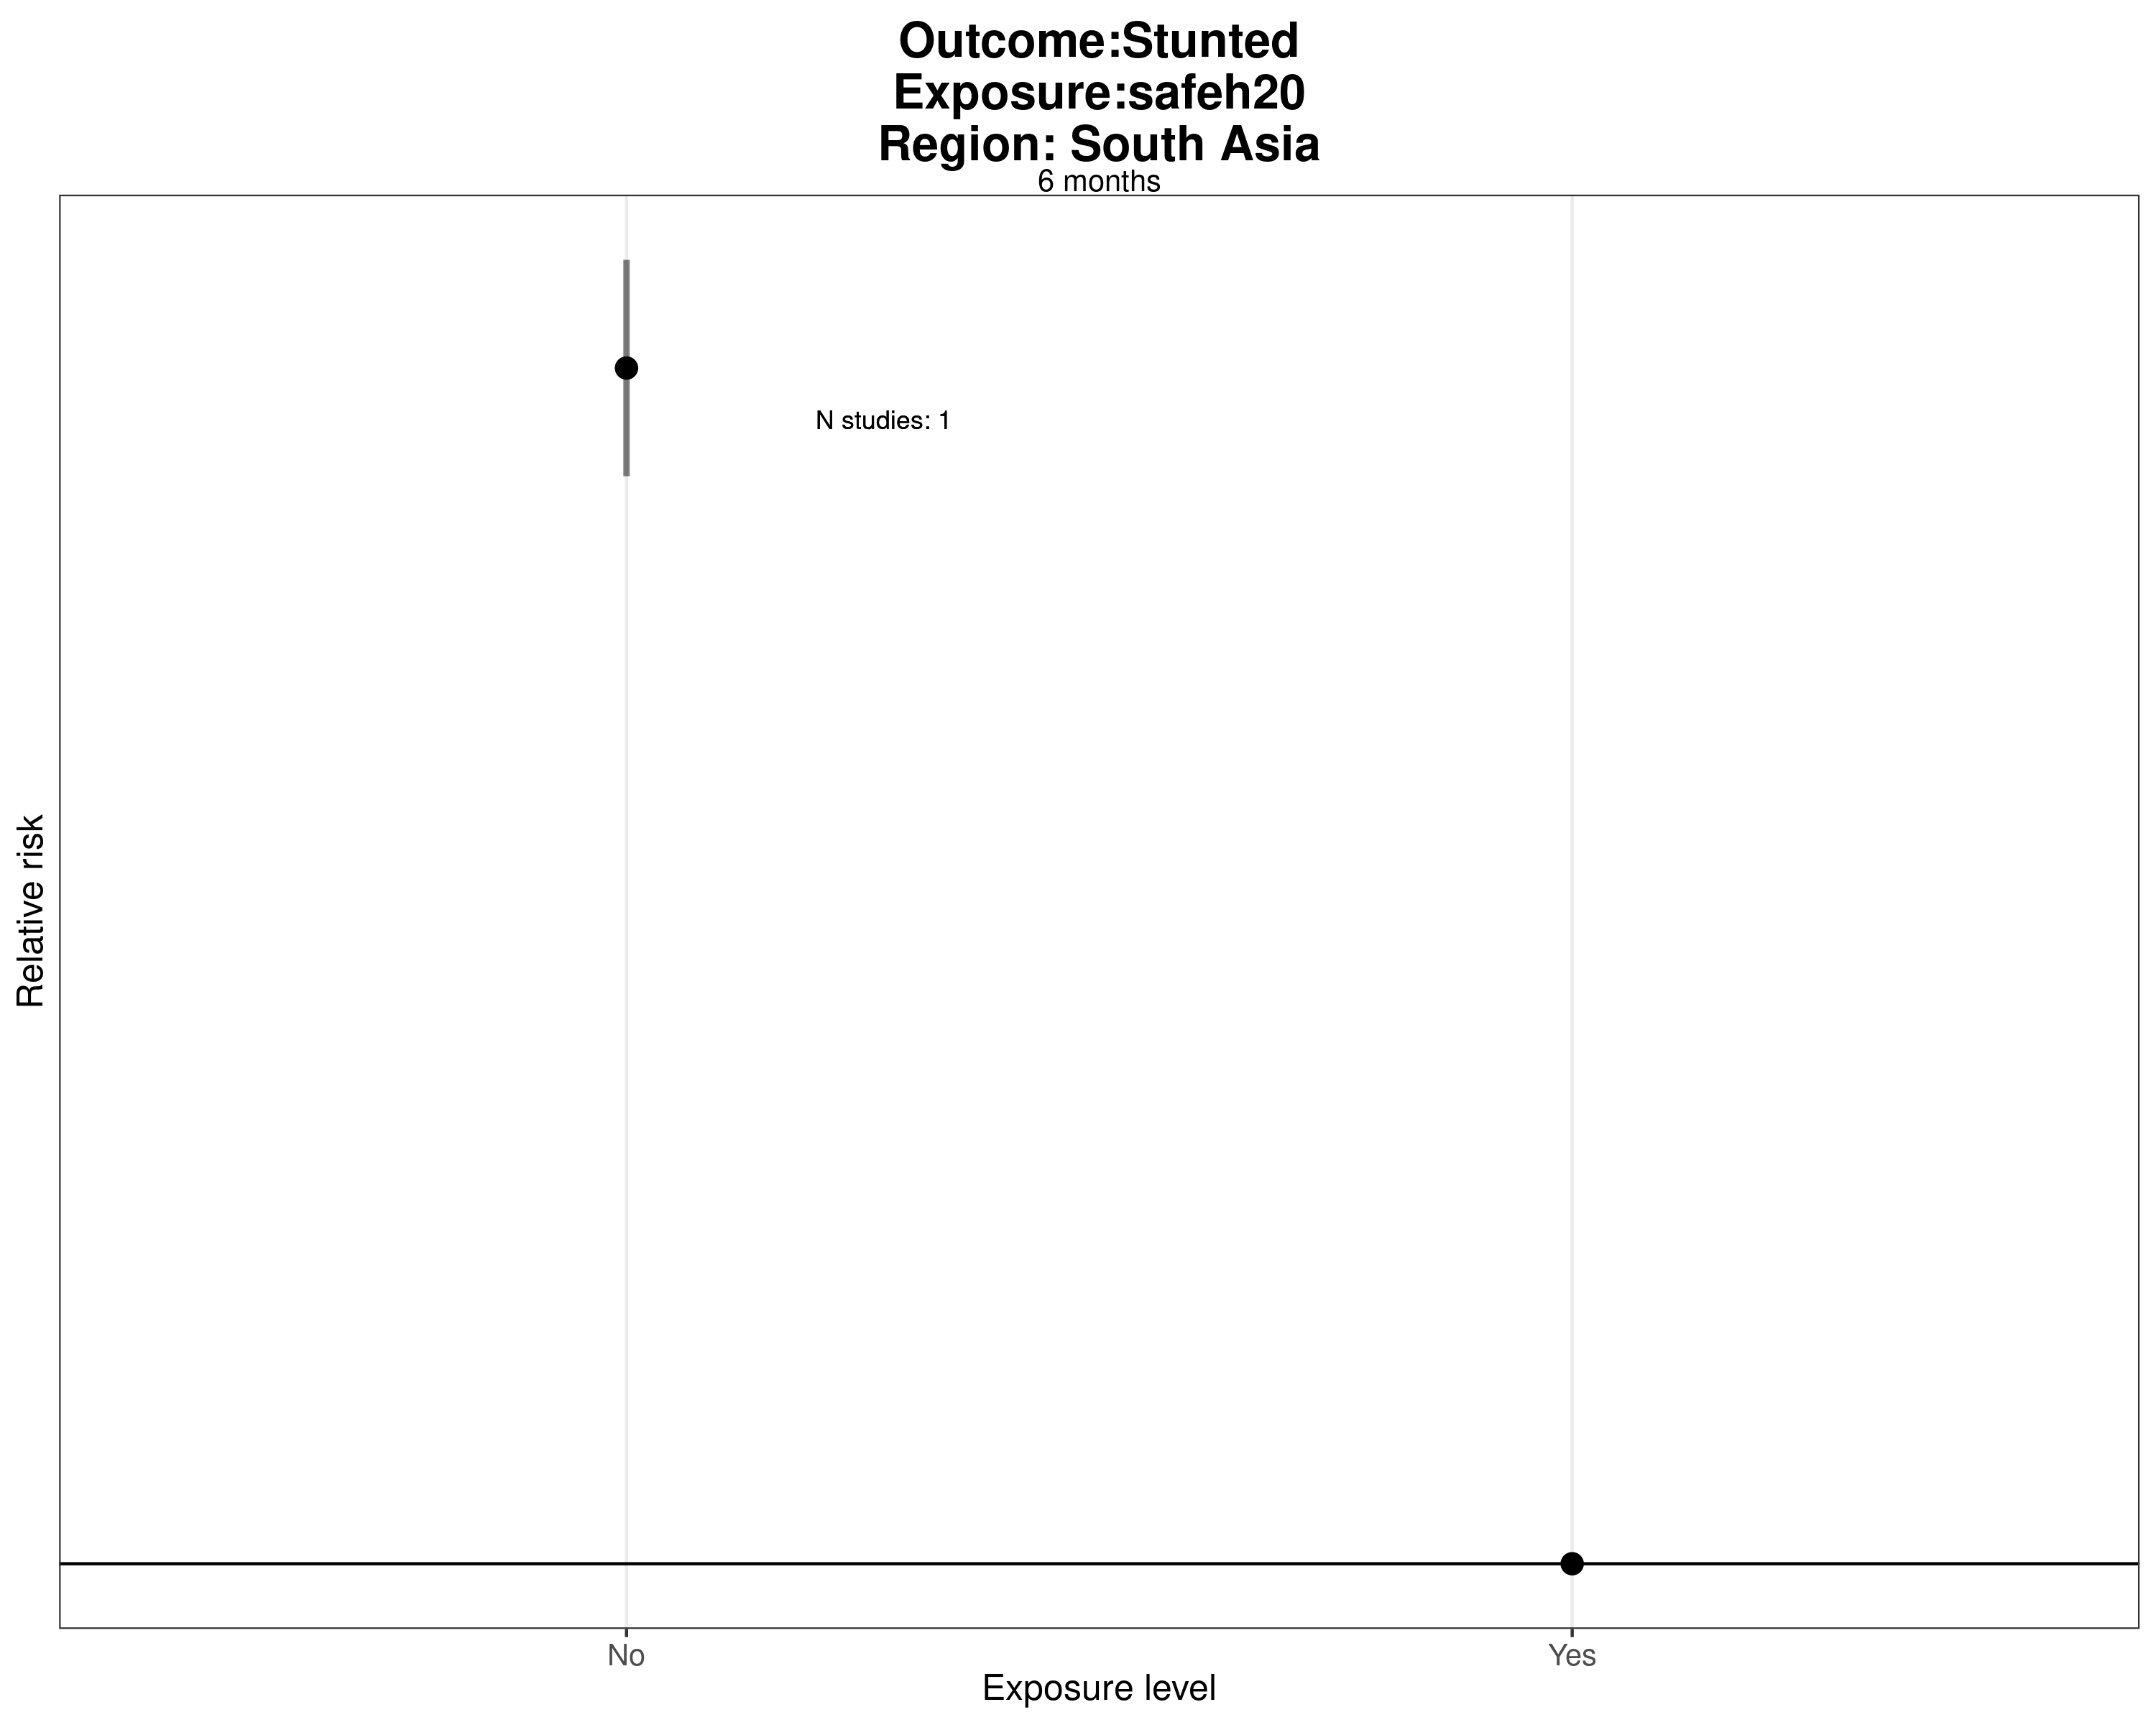 Outcome:Stunted
Exposure:safeh20
Region: South Asia
6 months
N studies: 1
Relative risk
No
Yes
Exposure level